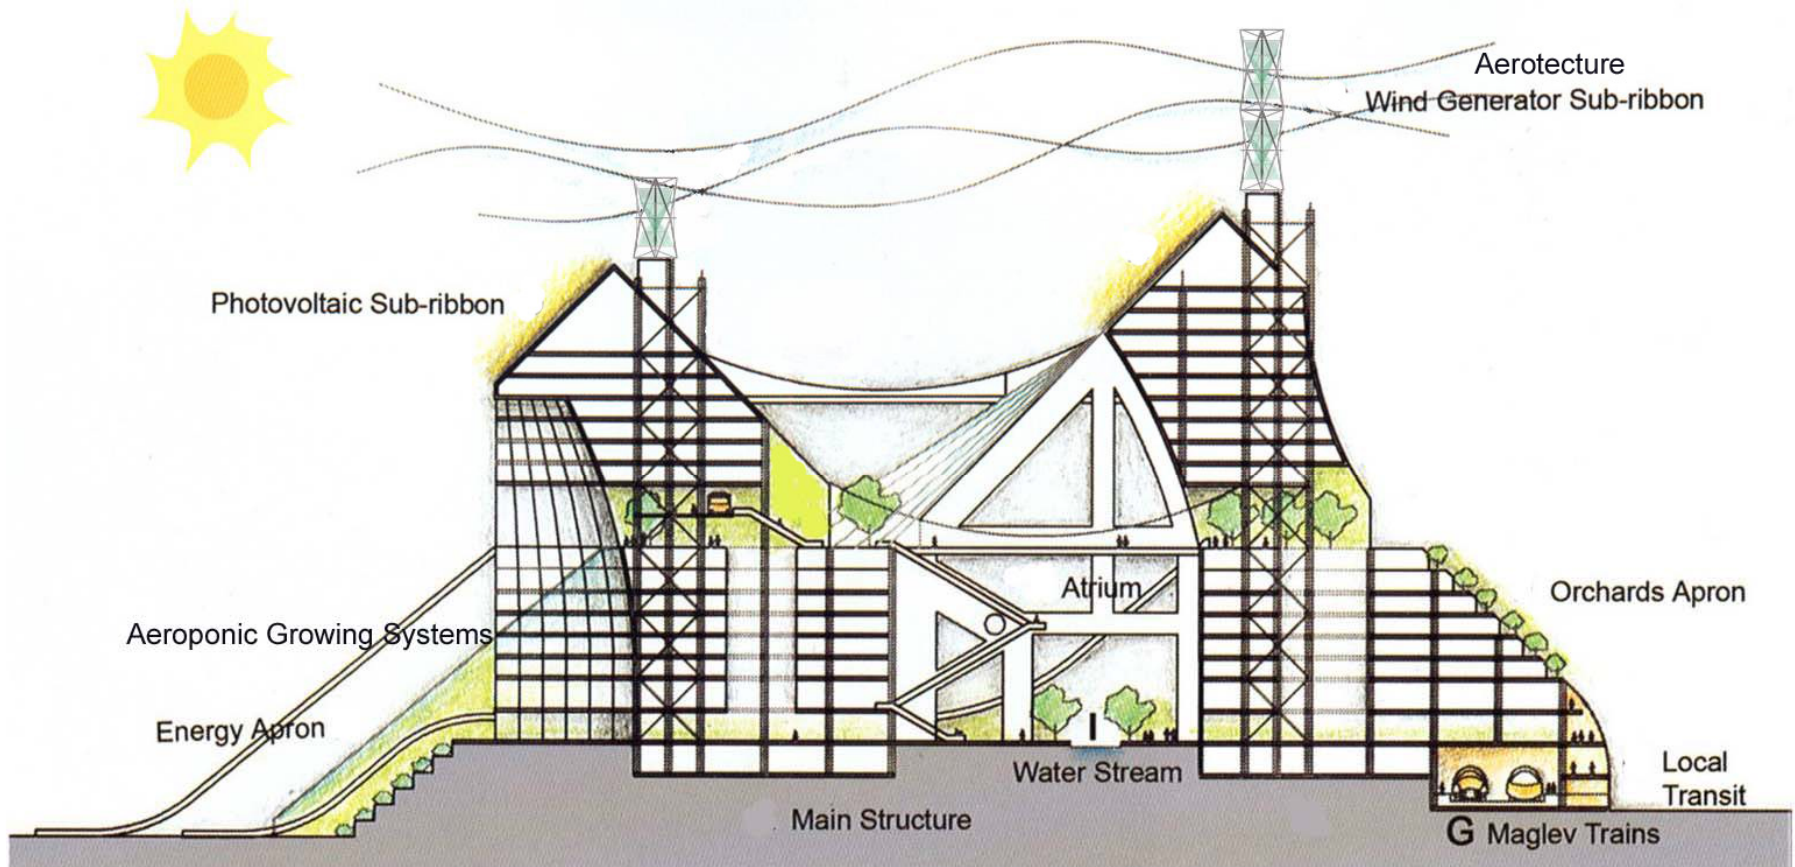 Aerotecture
Wind Generator Sub-ribbon
Photovoltaic Sub-ribbon
Atrium
Orchards Apron
Aeroponic Growing Systems
Energy Apron
Water Stream
Local
Transit
Main Structure
G Maglev Trains